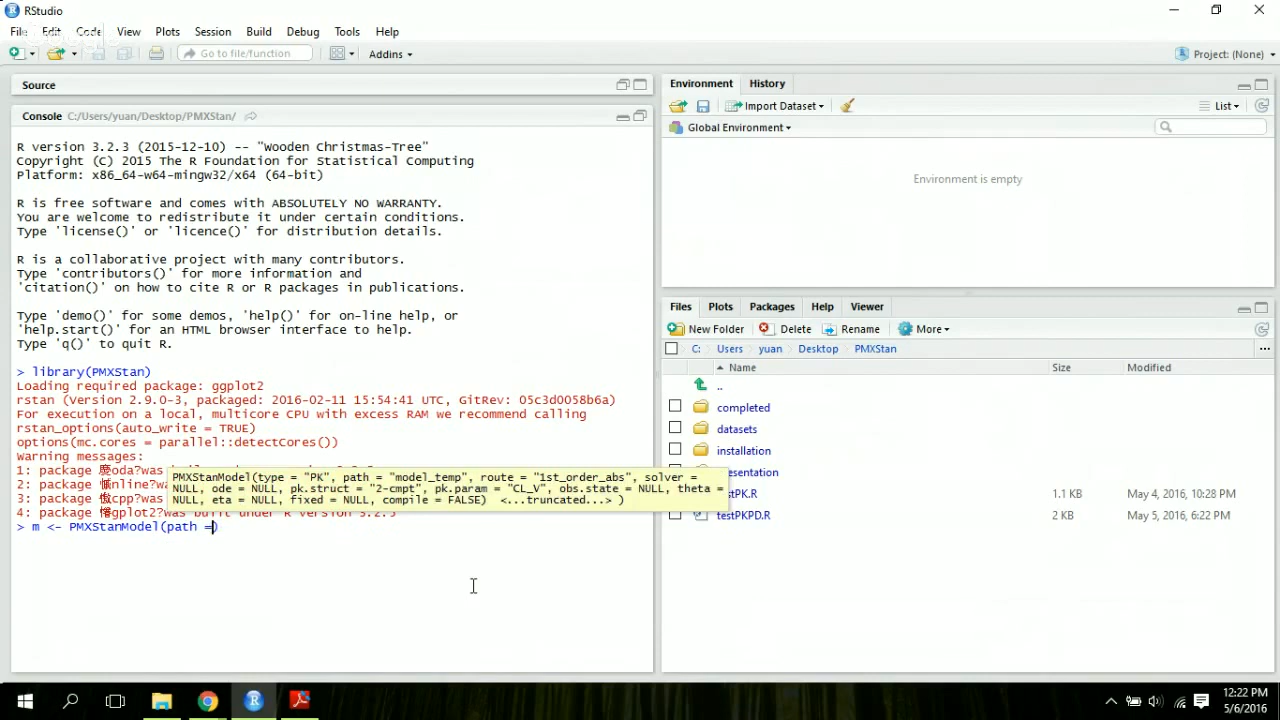 RStudio
File Edit Code View Plots Session Build Debug Tools Help
Go to file/function
Addins
Project: (None)
Source
Console C:/Users/yuan/Desktop/PMXStan/
R version 3.2.3 (2015-12-10) -- "Wooden Christmas-Tree"
Copyright (C) 2015 The R Foundation for Statistical Computing
Platform: x86_64-w64-mingw32/x64 (64-bit)
R is free software and comes with ABSOLUTELY NO WARRANTY.
You are welcome to redistribute it under certain conditions.
Type 'license()' or 'licence()' for distribution details.
R is a collaborative project with many contributors.
Type 'contributors()' for more information and
'citation()' on how to cite R or R packages in publications.
Type 'demo()' for some demos, 'help()' for on-line help, or
'help.start()' for an HTML browser interface to help.
Type 'q()' to quit R.
> library(PMXStan)
Loading required package: ggplot2
rstan (Version 2.9.0-3, packaged: 2016-02-11 15:54:41 UTC, GitRev: 05c3d0058b6a)
For execution on a local, multicore CPU with excess RAM we recommend calling
rstan_options(auto_write = TRUE)
options(mc.cores = parallel::detectCores())
Warning messages:
1: package
2: package
3: package
4: package was built under R version 3.2.5
PMXStanModel(type = "PK", path = "model_temp", route = "1st_order_abs", solver =
NULL, ode = NULL, pk.struct = "2-cmpt", pk.param = "CL_V", obs.state = NULL, theta =
NULL, eta = NULL, fixed = NULL, compile = FALSE) <...truncated...> )
> m <- PMXStanModel(path =)
Environment History
Import Dataset
List
Global Environment
Environment is empty
Files Plots Packages Help Viewer
New Folder Delete Rename More
C: Users yuan Desktop PMXStan
Name Size Modified
..
completed
datasets
installation
esentation
tPK.R 1.1 KB May 4, 2016, 10:28 PM
testPKPD.R 2 KB May 5, 2016, 6:22 PM
12:22 PM
5/6/2016